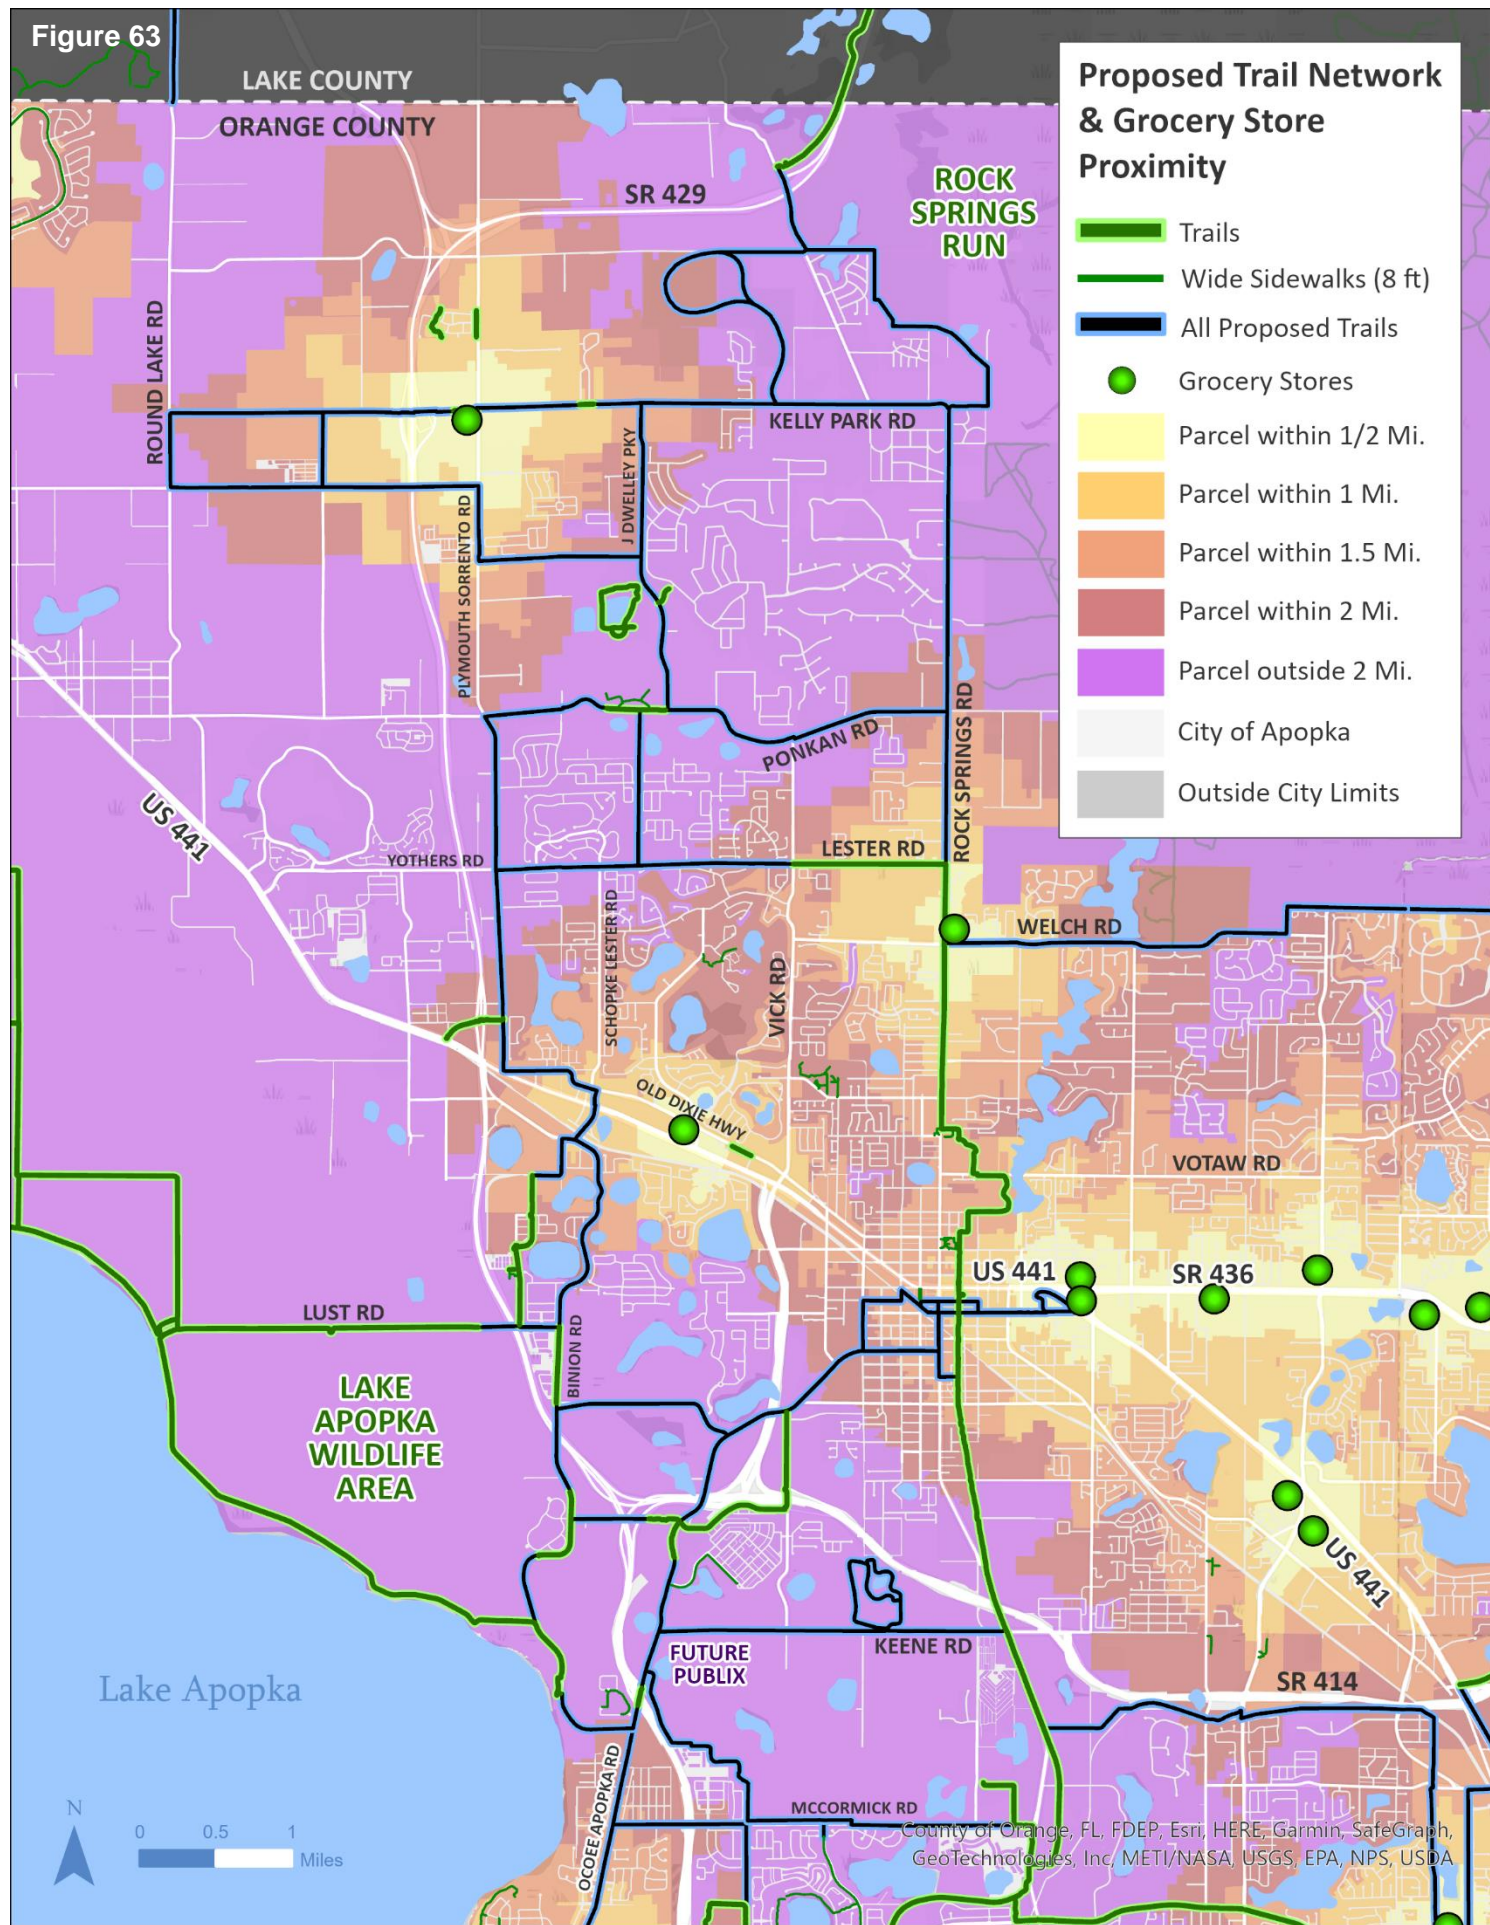 Figure 63
LAKE COUNTY
ORANGE COUNTY
Proposed Trail Network
& Grocery Store
Proximity
Trails
Wide Sidewalks (8 ft)
All Proposed Trails
Grocery Stores
Parcel within 1/2 Mi.
Parcel within 1 Mi.
Parcel within 1.5 Mi.
Parcel within 2 Mi.
Parcel outside 2 Mi.
City of Apopka
Outside City Limits
SR 429
ROCK
SPRINGS
RUN
ROUND LAKE RD
KELLY PARK RD
J DWELLEY PKY
PLYMOUTH SORRENTO RD
ROCK SPRINGS RD
PONKAN RD
US 441
YOTHERS RD
LESTER RD
SCHOPKE LESTER RD
WELCH RD
VICK RD
OLD DIXIE HWY
VOTAW RD
US 441
SR 436
LUST RD
BINION RD
LAKE
APOPKA
WILDLIFE
AREA
US 441
KEENE RD
FUTURE
PUBLIX
SR 414
Lake Apopka
OCOEE APOPKA RD
MCCORMICK RD
N
0 0.5 1
Miles
County of Orange, FL, FDEP, Esri, HERE, Garmin, SafeGraph,
GeoTechnologies, Inc, METI/NASA, USGS, EPA, NPS, USDA